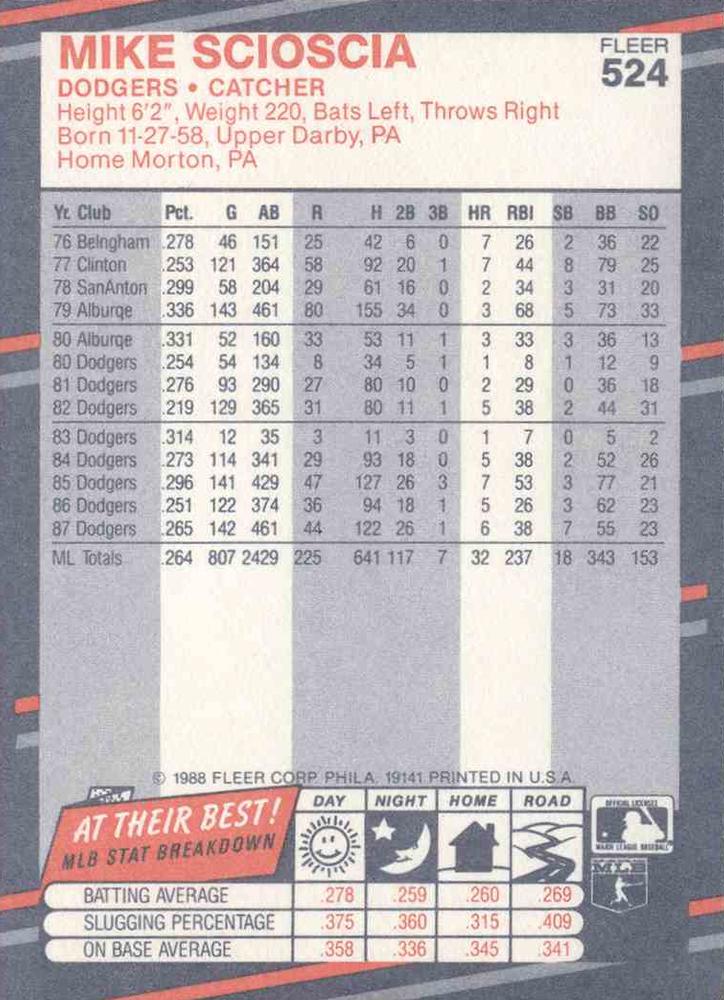 MIKE SCIOSCIA
FLEER
524
DODGERS • CATCHER
Height 6'2", Weight 220, Bats Left, Throws Right
Born 11-27-58, Upper Darby, PA
Home Morton, PA
Yr. Club Pct. G AB R H 2B 3B HR RBI SB BB SO
76 Belngham .278 46 151 25 42 6 0 7 26 2 36 22
77 Clinton .253 121 364 58 92 20 1 7 44 8 79 25
78 SanAnton .299 58 204 29 61 16 0 2 34 3 31 20
79 Alburqe .336 143 461 80 155 34 0 3 68 5 73 33
80 Alburqe .331 52 160 33 53 11 1 3 33 3 36 13
80 Dodgers .254 54 134 8 34 5 1 1 8 1 12 9
81 Dodgers .276 93 290 27 80 10 0 2 29 0 36 18
82 Dodgers .219 129 365 31 80 11 1 5 38 2 44 31
83 Dodgers .314 12 35 3 11 3 0 1 7 0 5 2
84 Dodgers .273 114 341 29 93 18 0 5 38 2 52 26
85 Dodgers .296 141 429 47 127 26 3 7 53 3 77 21
86 Dodgers .251 122 374 36 94 18 1 5 26 3 62 23
87 Dodgers .265 142 461 44 122 26 1 6 38 7 55 23
ML Totals .264 807 2429 225 641 117 7 32 237 18 343 153
© 1988 FLEER CORP. PHILA. 19141 PRINTED IN U.S.A.
AT THEIR BEST!
MLB STAT BREAKDOWN
DAY NIGHT HOME ROAD
OFFICIAL LICENSEE
MAJOR LEAGUE BASEBALL
BATTING AVERAGE .278 .259 .260 .269
SLUGGING PERCENTAGE .375 .360 .315 .409
ON BASE AVERAGE .358 .336 .345 .341